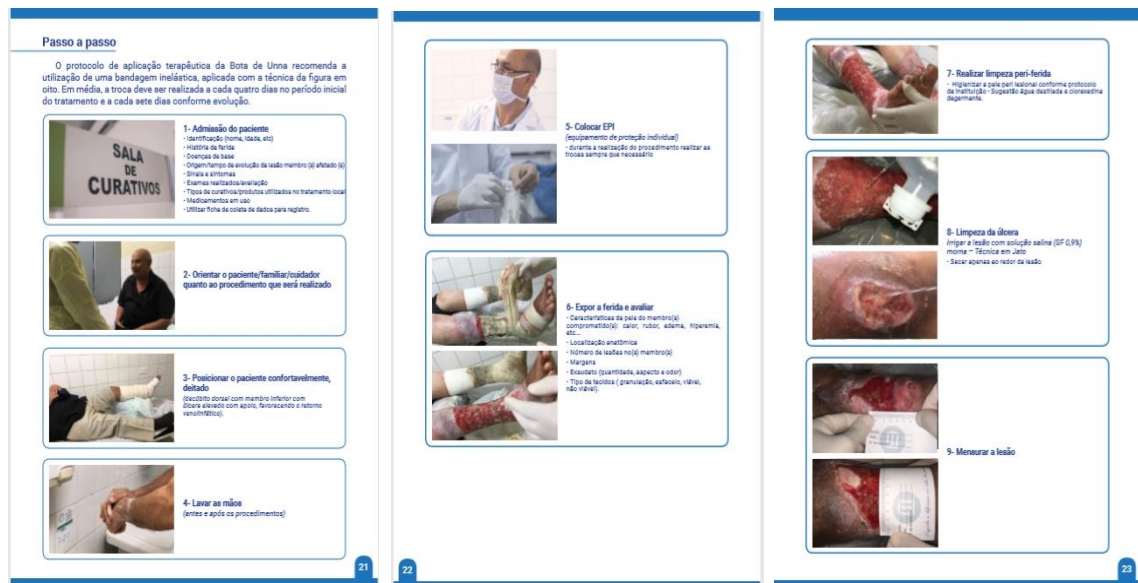 Passo a passo
O protocolo de aplicação terapêutica da Bota de Unna recomenda a
utilização de uma bandagem inelástica, aplicada com a técnica da figura em
oito. Em média, a troca deve ser realizada a cada quatro dias no período inicial
do tratamento e a cada sete dias conforme evolução.
SALA
DE
CURATIVOS
1- Admissão do paciente
- Identificação (nome, idade, etc)
- História da ferida
- Doenças de base
- Origem/tempo de evolução da lesão membro (s) afetado (s)
- Sinais e sintomas
- Exames realizados/avaliação
- Tipos de curativos/produtos utilizados no tratamento local
- Medicamentos em uso
- Utilizar ficha de coleta de dados para registro.
2- Orientar o paciente/familiar/cuidador
quanto ao procedimento que será realizado
3- Posicionar o paciente confortavelmente,
deitado
(decúbito dorsal com membro inferior com
úlcera elevado com apoio, favorecendo o retorno
venolinfático).
4- Lavar as mãos
(antes e após os procedimentos)
21
5- Colocar EPI
(equipamento de proteção individual)
- durante a realização do procedimento realizar as
trocas sempre que necessário
6- Expor a ferida e avaliar
- Características da pele do membro(s)
comprometido(s): calor, rubor, edema, hiperemia,
etc...
- Localização anatômica
- Número de lesões no(s) membro(s)
- Margens
- Exsudato (quantidade, aspecto e odor)
- Tipo de tecidos ( granulação, esfacelo, viável,
não viável).
22
7- Realizar limpeza peri-ferida
- Higienizar a pele peri lesional conforme protocolo
da instituição - Sugestão água destilada e clorexedina
degermante.
8- Limpeza da úlcera
Irrigar a lesão com solução salina (SF 0,9%)
morna – Técnica em Jato
- Secar apenas ao redor da lesão
9- Mensurar a lesão
23